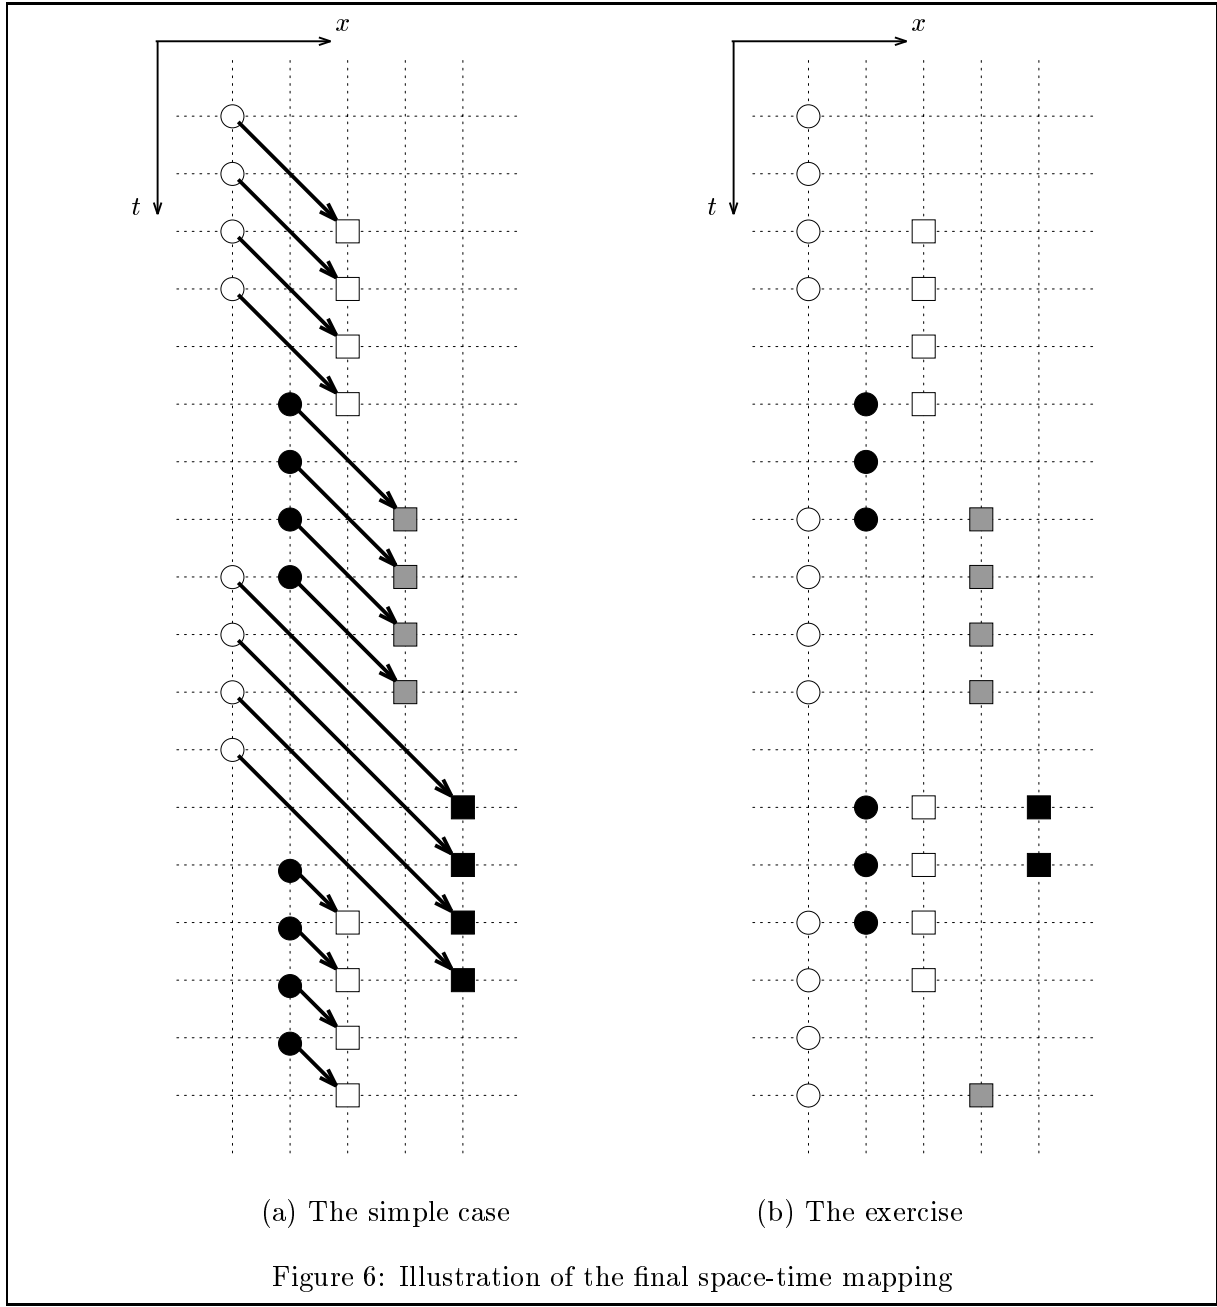 x
x
t
t
(a) The simple case
(b) The exercise
Figure 6: Illustration of the final space-time mapping